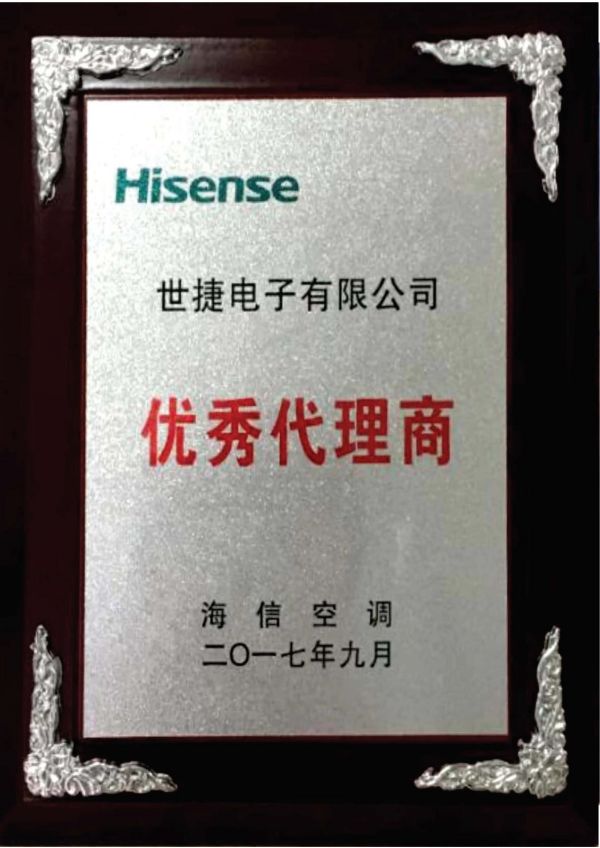 Hisense
世捷电子有限公司
优秀代理商
海信空调
二〇一七年九月